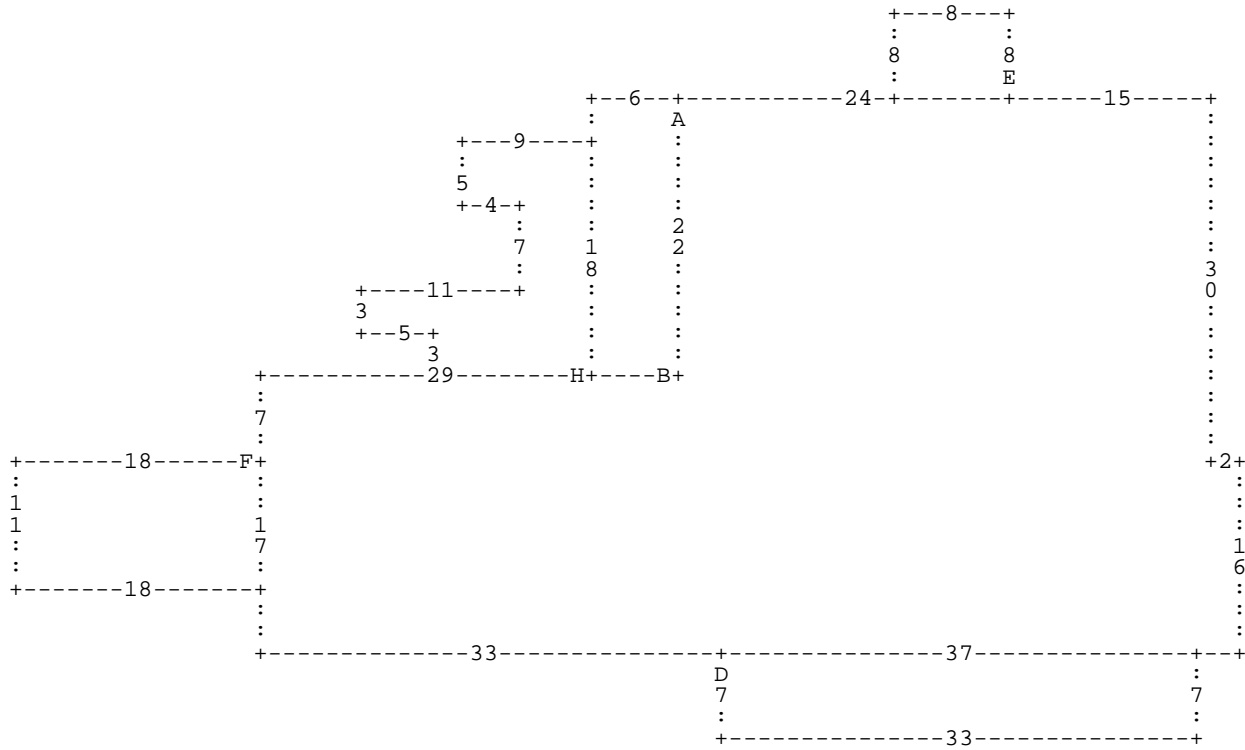 +---8---+
                                                             :       :
                                                             8       8
                                                             :       E
                                        +--6--+-----------24-+-------+------15-----+
                                        :     A                                    :
                               +---9----+     :                                    :
                               :        :     :                                    :
                               5        :     :                                    :
                               +-4-+    :     :                                    :
                                   :    :     2                                    :
                                   7    1     2                                    :
                                   :    8     :                                    3
                        +----11----+    :     :                                    0
                        3               :     :                                    :
                        +--5-+          :     :                                    :
                             3          :     :                                    :
                 +-----------29--------H+----B+                                    :
                 :                                                                 :
                 7                                                                 :
                 :                                                                 :
+-------18------F+                                                                 +2+
:                :                                                                   :
1                :                                                                   :
1                1                                                                   :
:                7                                                                   1
:                :                                                                   6
+-------18-------+                                                                   :
                 :                                                                   :
                 :                                                                   :
                 +--------------33---------------+---------------37---------------+--+
                                                 D                                :
                                                 7                                7
                                                 :                                :
                                                 +---------------33---------------+